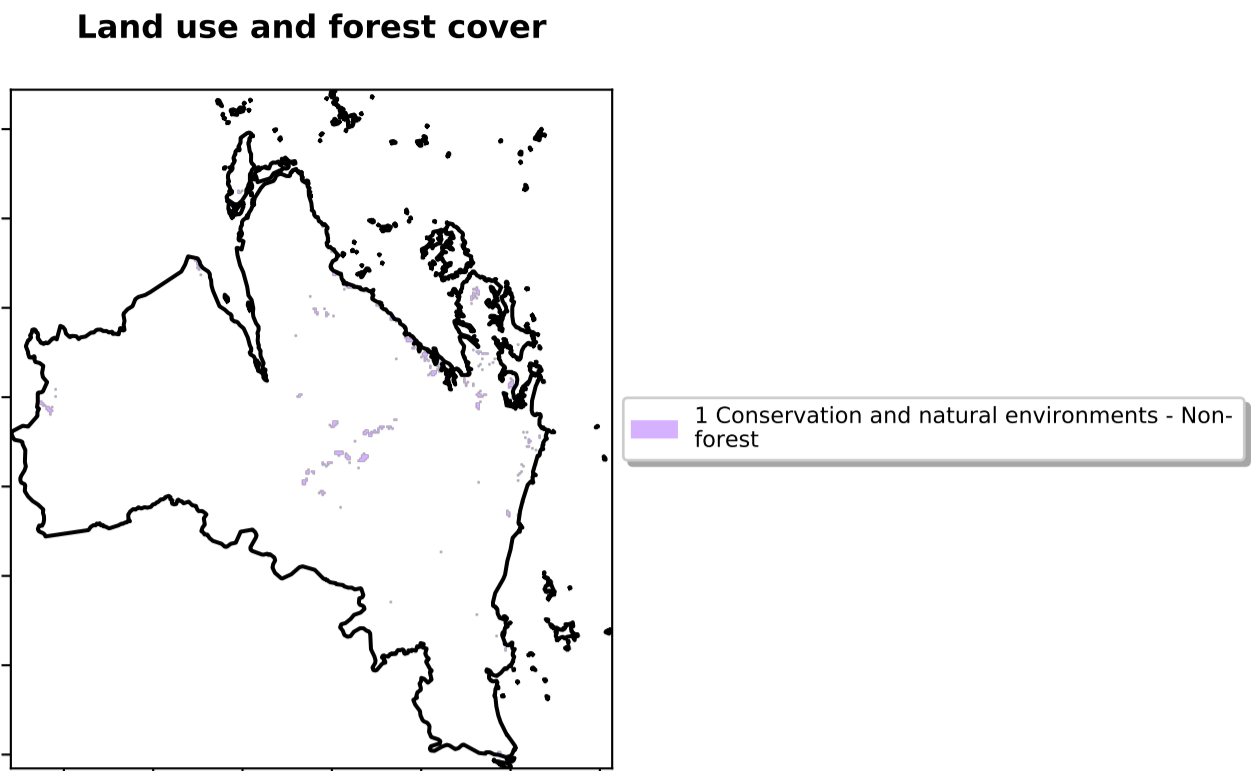 Land use and forest cover
1 Conservation and natural environments - Non-
forest